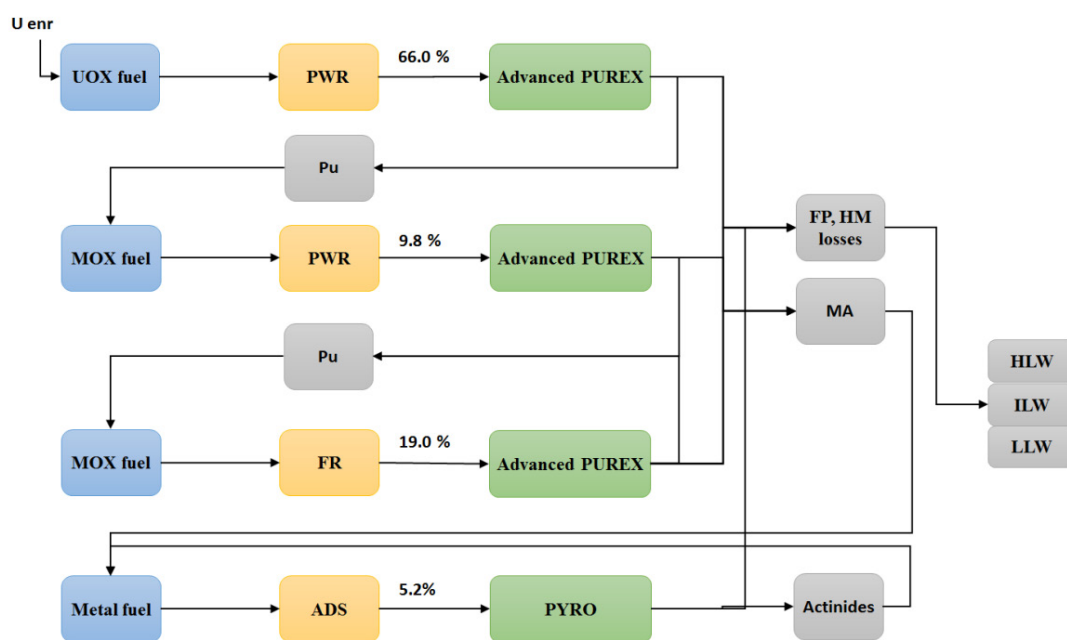 U enr
UOX fuel
PWR
66.0 %
Advanced PUREX
Pu
MOX fuel
PWR
9.8 %
Advanced PUREX
FP, HM
losses
MA
Pu
HLW
ILW
LLW
MOX fuel
FR
19.0 %
Advanced PUREX
Metal fuel
ADS
5.2%
PYRO
Actinides